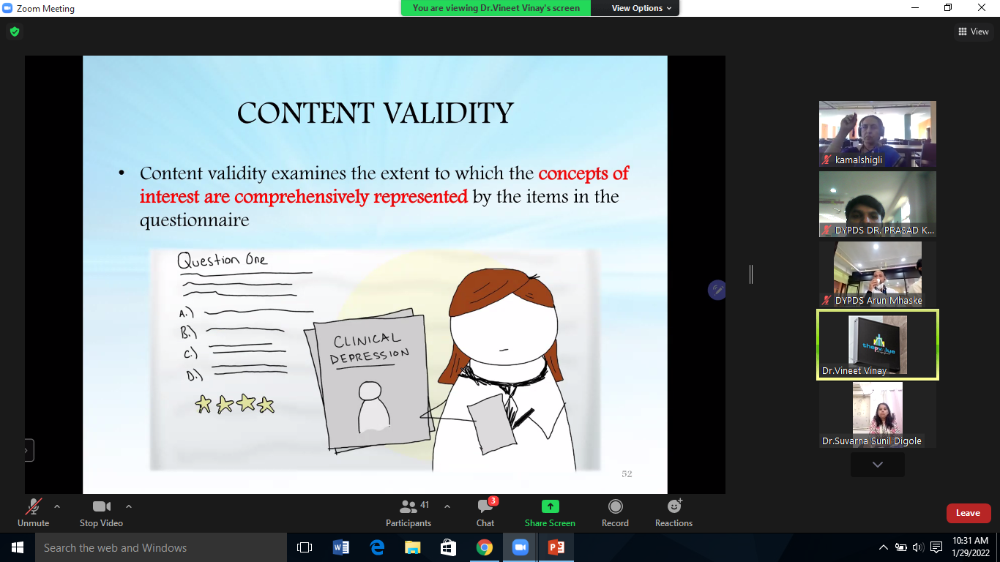 Zoom Meeting
You are viewing Dr.Vineet Vinay's screen
View Options
View
CONTENT VALIDITY
• Content validity examines the extent to which the concepts of
interest are comprehensively represented by the items in the
questionnaire
Question One
A.)
B.)
C.)
D.)
CLINICAL
DEPRESSION
52
kamalshigli
DYPDS DR. PRASAD K...
DYPDS Arun Mhaske
thepvalue
Dr.Vineet Vinay
Dr.Suvarna Sunil Digole
Unmute
Stop Video
41
Participants
3
Chat
Share Screen
Record
Reactions
Leave
Search the web and Windows
10:31 AM
1/29/2022